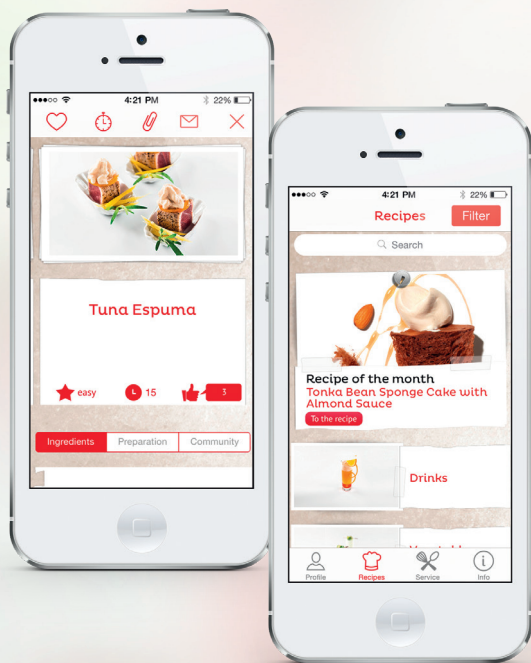 4:21 PM
22%
Tuna Espuma
easy
15
3
Ingredients
Preparation
Community
4:21 PM
22%
Recipes
Filter
Search
Recipe of the month
Tonka Bean Sponge Cake with
Almond Sauce
To the recipe
Drinks
Profile
Recipes
Service
Info